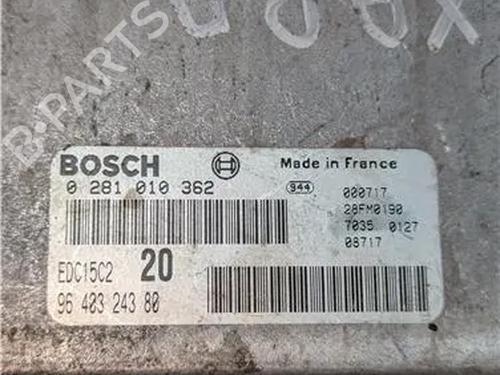 B-PARTS
BOSCH
Made in France
0 281 010 362
944
000717
28FM0190
7035 0127
08717
EDC15C2 20
96 403 243 80